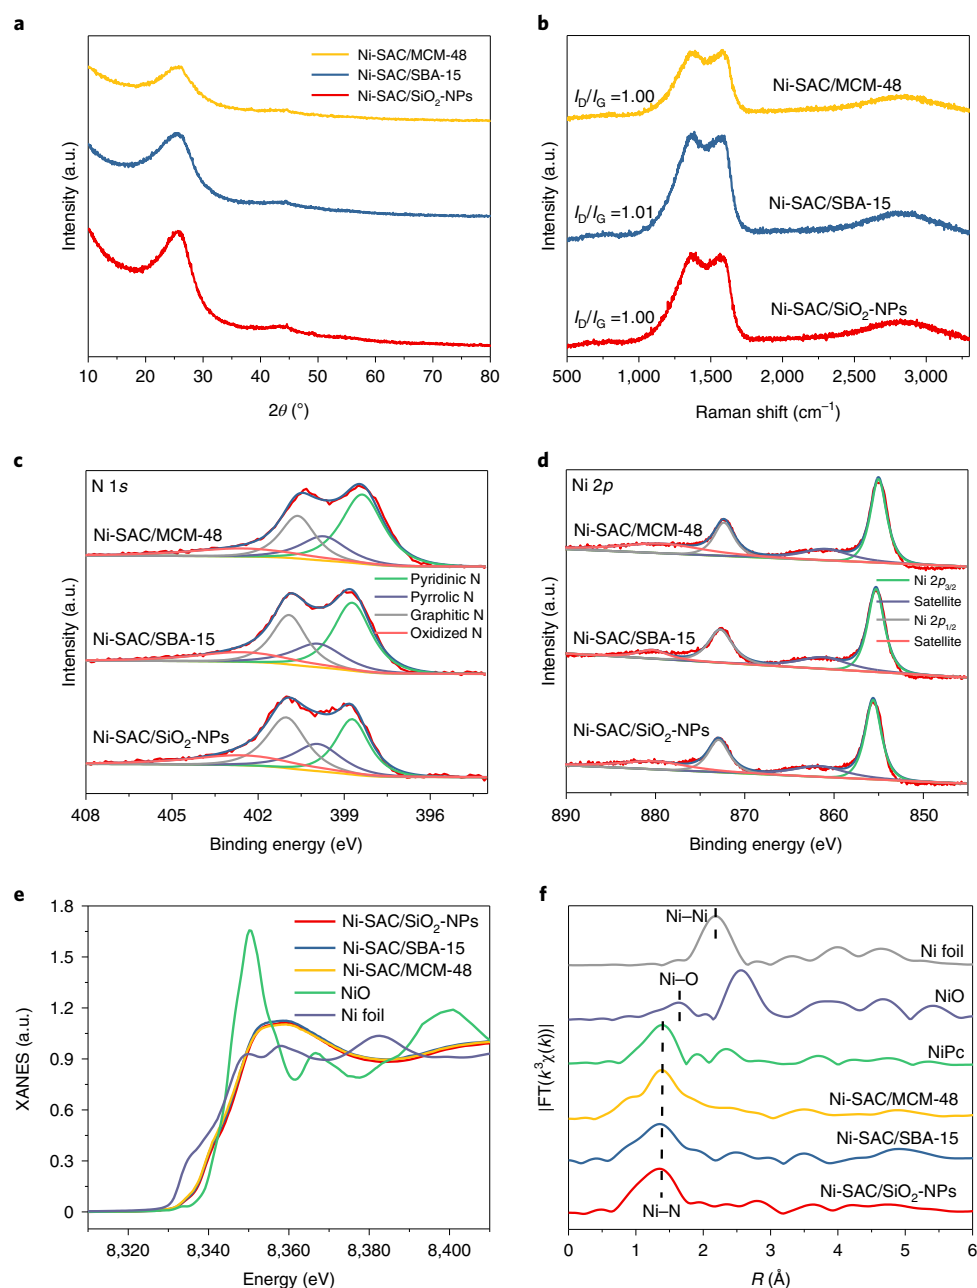 a
Ni-SAC/MCM-48
Ni-SAC/SBA-15
Ni-SAC/SiO₂-NPs
Intensity (a.u.)
10 20 30 40 50 60 70 80
2θ (°)
b
Ni-SAC/MCM-48
I_D/I_G =1.00
Ni-SAC/SBA-15
I_D/I_G =1.01
Ni-SAC/SiO₂-NPs
I_D/I_G =1.00
Intensity (a.u.)
500 1,000 1,500 2,000 2,500 3,000
Raman shift (cm⁻¹)
c
N 1s
Ni-SAC/MCM-48
Pyridinic N
Pyrrolic N
Graphitic N
Oxidized N
Ni-SAC/SBA-15
Ni-SAC/SiO₂-NPs
Intensity (a.u.)
408 405 402 399 396
Binding energy (eV)
d
Ni 2p
Ni-SAC/MCM-48
Ni 2p₃/₂
Satellite
Ni 2p₁/₂
Satellite
Ni-SAC/SBA-15
Ni-SAC/SiO₂-NPs
Intensity (a.u.)
890 880 870 860 850
Binding energy (eV)
e
1.8
1.5
1.2
0.9
0.6
0.3
0
XANES (a.u.)
Ni-SAC/SiO₂-NPs
Ni-SAC/SBA-15
Ni-SAC/MCM-48
NiO
Ni foil
8,320 8,340 8,360 8,380 8,400
Energy (eV)
f
Ni–Ni
Ni foil
Ni–O
NiO
NiPc
Ni-SAC/MCM-48
Ni-SAC/SBA-15
Ni-SAC/SiO₂-NPs
Ni–N
|FT(k³χ(k))|
0 1 2 3 4 5 6
R (Å)